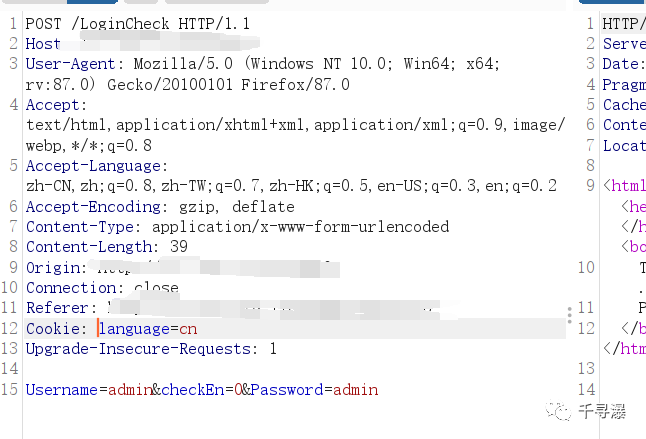 1 POST /LoginCheck HTTP/1.1
2 Host
3 User-Agent: Mozilla/5.0 (Windows NT 10.0; Win64; x64;
rv:87.0) Gecko/20100101 Firefox/87.0
4 Accept:
text/html,application/xhtml+xml,application/xml;q=0.9,image/
webp,*/*;q=0.8
5 Accept-Language:
zh-CN,zh;q=0.8,zh-TW;q=0.7,zh-HK;q=0.5,en-US;q=0.3,en;q=0.2
6 Accept-Encoding: gzip, deflate
7 Content-Type: application/x-www-form-urlencoded
8 Content-Length: 39
9 Origin:
10 Connection: close
11 Referer:
12 Cookie: language=cn
13 Upgrade-Insecure-Requests: 1
14
15 Username=admin&checkEn=0&Password=admin
1 HTTP/
2 Serve
3 Date:
4 Pragm
5 Cache
6 Conte
7 Locat
8
9 <html
<he
</h
<bo
10 T
.
11 P
12 </b
</htm
13
14
千寻瀑